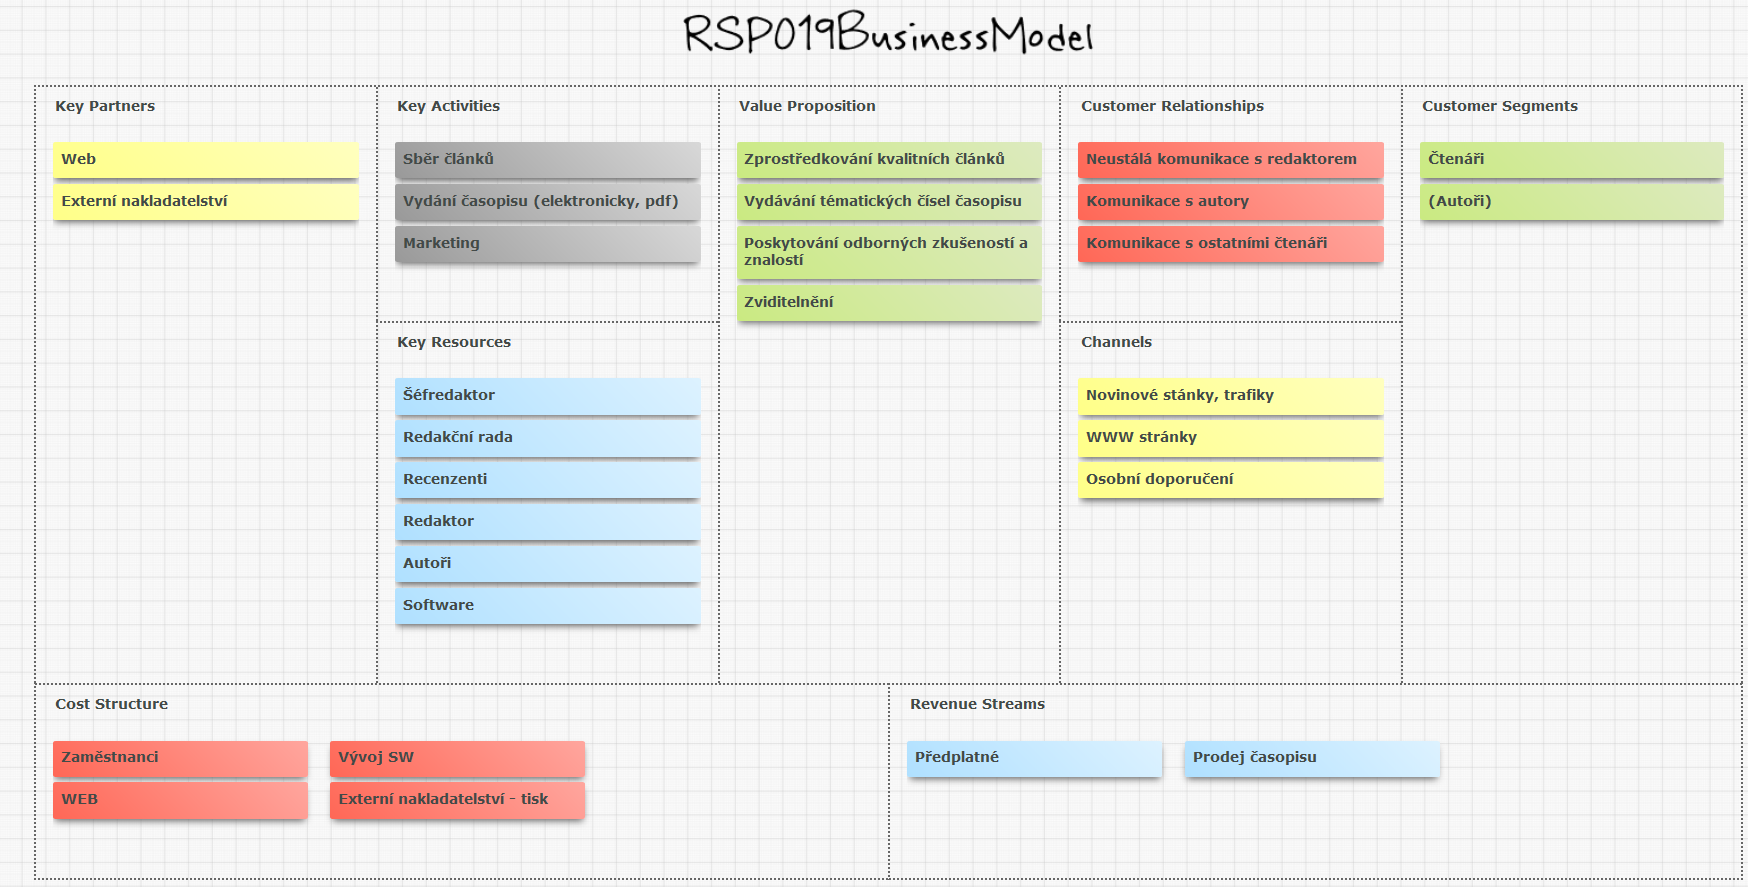 RSP019BusinessModel
Key Partners
Web
Externí nakladatelství
Key Activities
Sběr článků
Vydání časopisu (elektronicky, pdf)
Marketing
Key Resources
Šéfredaktor
Redakční rada
Recenzenti
Redaktor
Autoři
Software
Value Proposition
Zprostředkování kvalitních článků
Vydávání tématických čísel časopisu
Poskytování odborných zkušeností a
znalostí
Zviditelnění
Customer Relationships
Neustálá komunikace s redaktorem
Komunikace s autory
Komunikace s ostatními čtenáři
Channels
Novinové stánky, trafiky
WWW stránky
Osobní doporučení
Customer Segments
Čtenáři
(Autoři)
Cost Structure
Zaměstnanci
WEB
Vývoj SW
Externí nakladatelství - tisk
Revenue Streams
Předplatné
Prodej časopisu